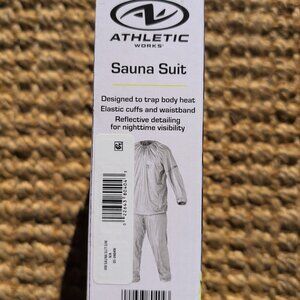 ATHLETIC
WORKS
Sauna Suit
Designed to trap body heat
Elastic cuffs and waistband
Reflective detailing
for nighttime visibility